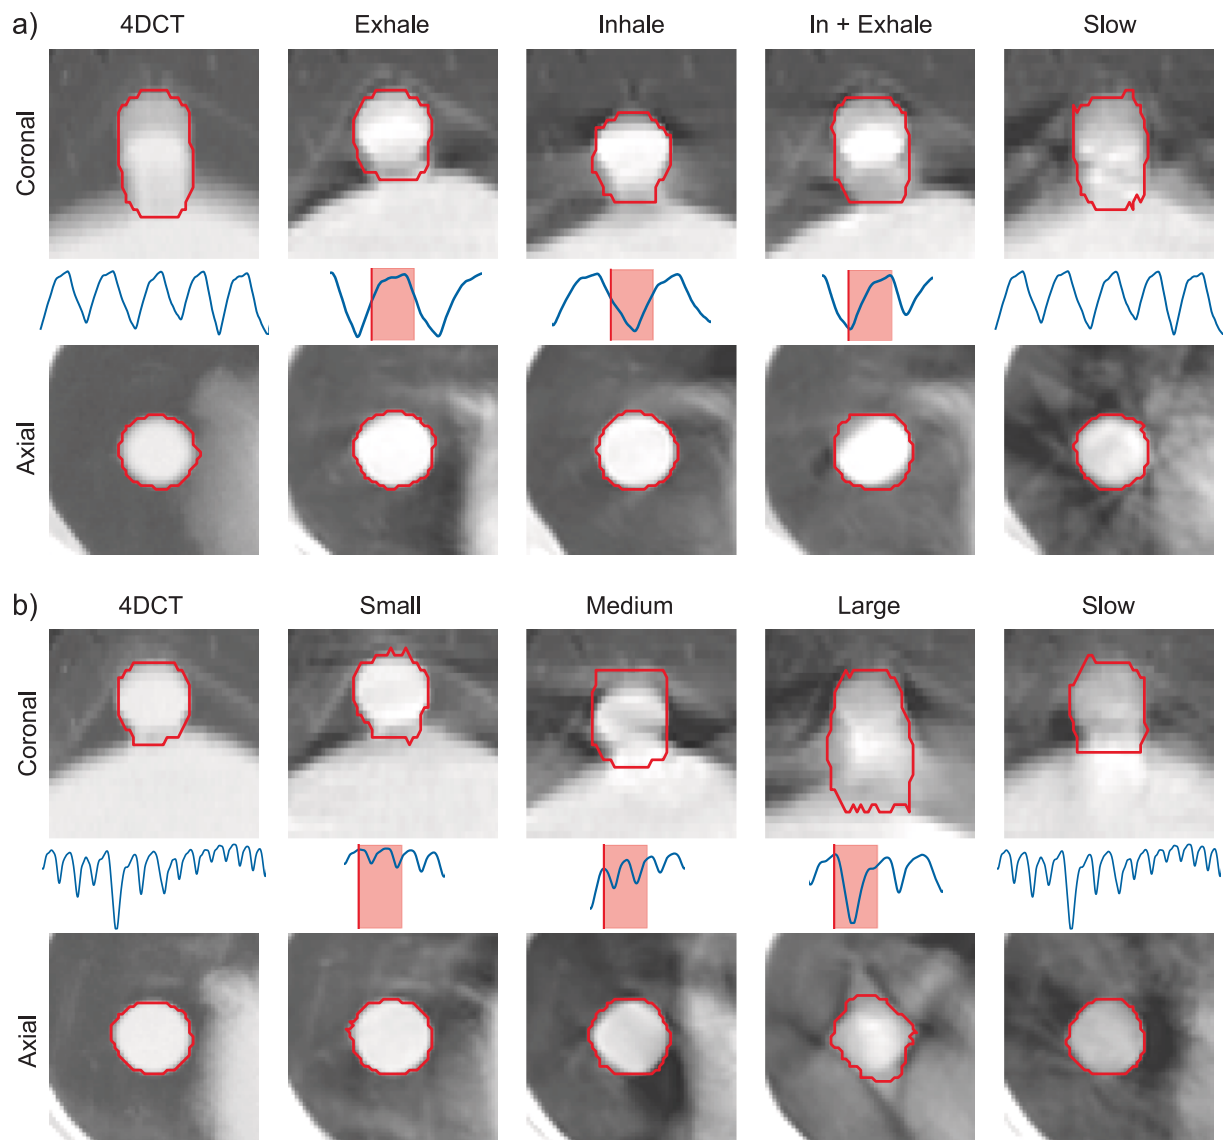 a) 4DCT Exhale Inhale In + Exhale Slow
Coronal
Axial
b) 4DCT Small Medium Large Slow
Coronal
Axial